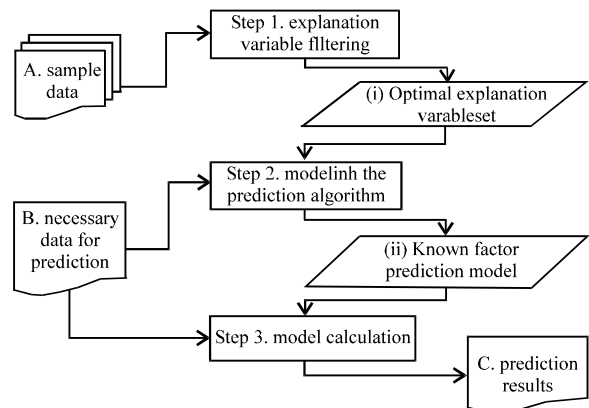 Step 1. explanation
variable flltering
A. sample
data
(i) Optimal explanation
varableset
Step 2. modelinh the
prediction algorithm
B. necessary
data for
prediction
(ii) Known factor
prediction model
Step 3. model calculation
C. prediction
results